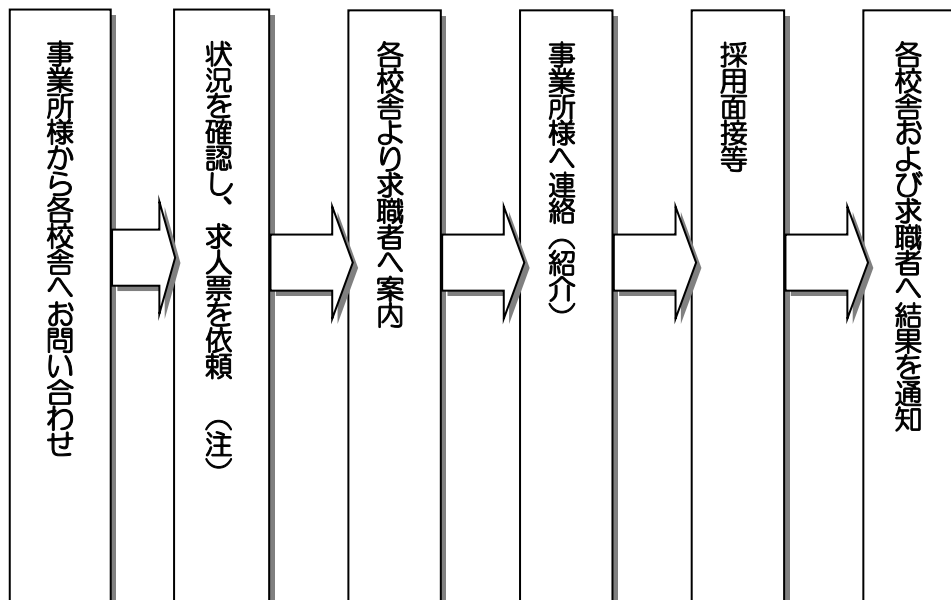 事業所様から各校舎へお問い合わせ
状況を確認し、求人票を依頼　（注）
各校舎より求職者へ案内
事業所様へ連絡（紹介）
採用面接等
各校舎および求職者へ結果を通知